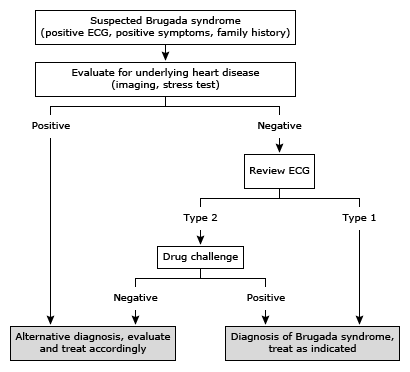 Suspected Brugada syndrome
(positive ECG, positive symptoms, family history)
Evaluate for underlying heart disease
(imaging, stress test)
Positive
Negative
Review ECG
Type 2
Type 1
Drug challenge
Negative
Positive
Alternative diagnosis, evaluate
and treat accordingly
Diagnosis of Brugada syndrome,
treat as indicated